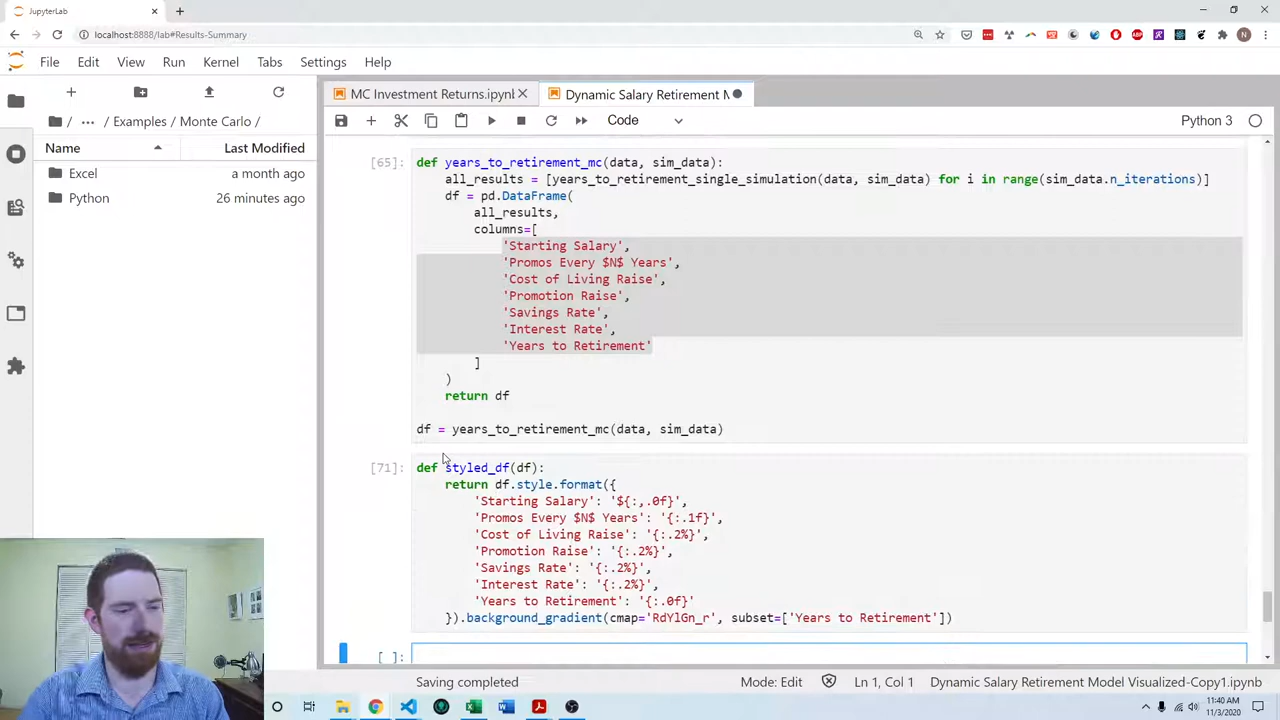 JupyterLab
localhost:8888/lab#Results-Summary
N
File Edit View Run Kernel Tabs Settings Help
MC Investment Returns.ipynb
Dynamic Salary Retirement M
/ ... / Examples / Monte Carlo /
Code
Python 3
Name Last Modified
Excel a month ago
Python 26 minutes ago
[65]: def years_to_retirement_mc(data, sim_data):
all_results = [years_to_retirement_single_simulation(data, sim_data) for i in range(sim_data.n_iterations)]
df = pd.DataFrame(
all_results,
columns=[
'Starting Salary',
'Promos Every $N$ Years',
'Cost of Living Raise',
'Promotion Raise',
'Savings Rate',
'Interest Rate',
'Years to Retirement'
]
)
return df
df = years_to_retirement_mc(data, sim_data)
[71]: def styled_df(df):
return df.style.format({
'Starting Salary': '${:,.0f}',
'Promos Every $N$ Years': '{:.1f}',
'Cost of Living Raise': '{:.2%}',
'Promotion Raise': '{:.2%}',
'Savings Rate': '{:.2%}',
'Interest Rate': '{:.2%}',
'Years to Retirement': '{:.0f}'
}).background_gradient(cmap='RdYlGn_r', subset=['Years to Retirement'])
[ ]:
Saving completed
Mode: Edit
Ln 1, Col 1
Dynamic Salary Retirement Model Visualized-Copy1.ipynb
11:40 AM
11/3/2020